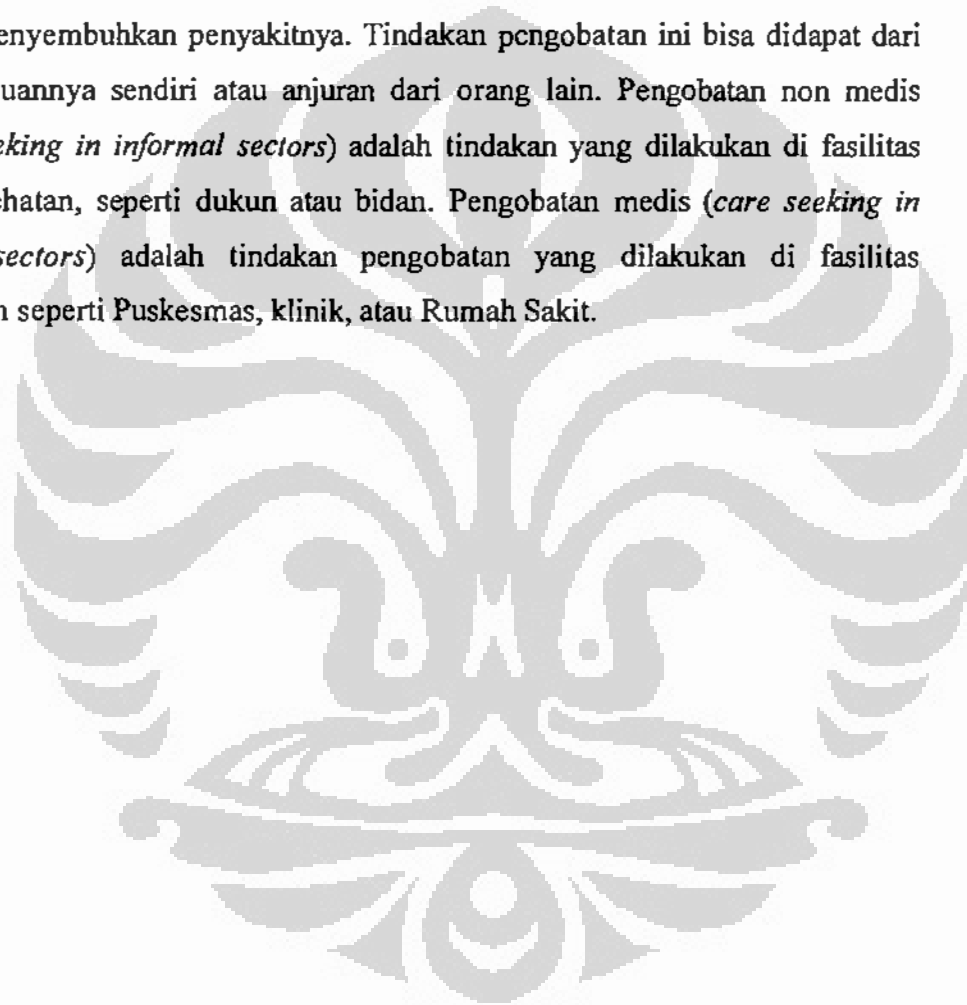 enyembuhkan penyakitnya. Tindakan pengobatan ini bisa didapat dari
uannya sendiri atau anjuran dari orang lain. Pengobatan non medis
eking in informal sectors) adalah tindakan yang dilakukan di fasilitas
ehatan, seperti dukun atau bidan. Pengobatan medis (care seeking in
sectors) adalah tindakan pengobatan yang dilakukan di fasilitas
n seperti Puskesmas, klinik, atau Rumah Sakit.